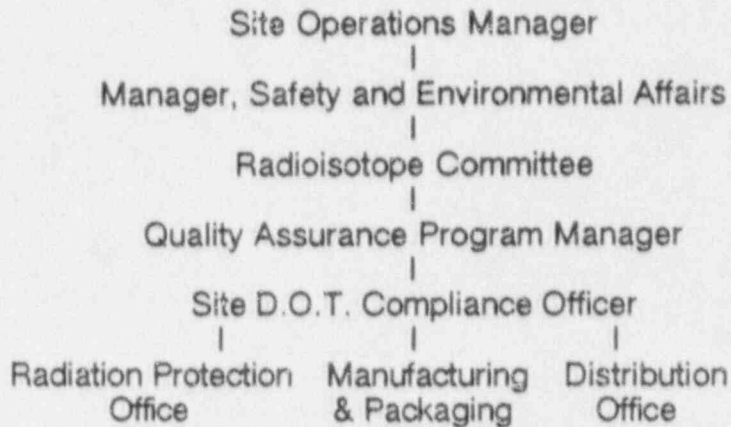 Site Operations Manager
Manager, Safety and Environmental Affairs
Radioisotope Committee
Quality Assurance Program Manager
Site D.O.T. Compliance Officer
Radiation Protection Manufacturing Distribution
Office & Packaging Office